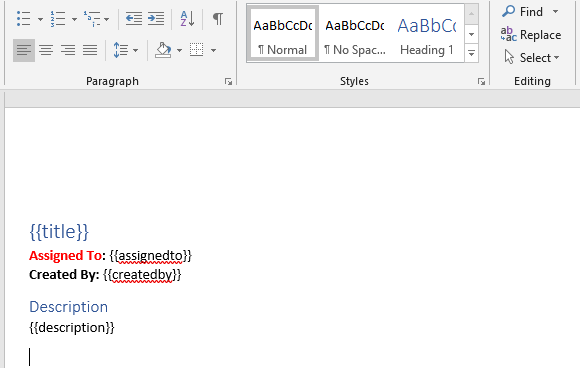 Find
Replace
Select
AaBbCcDc AaBbCcDc AaBbCc
¶ Normal ¶ No Spac... Heading 1
Paragraph Styles Editing
{{title}}
Assigned To: {{assignedto}}
Created By: {{createdby}}
Description
{{description}}